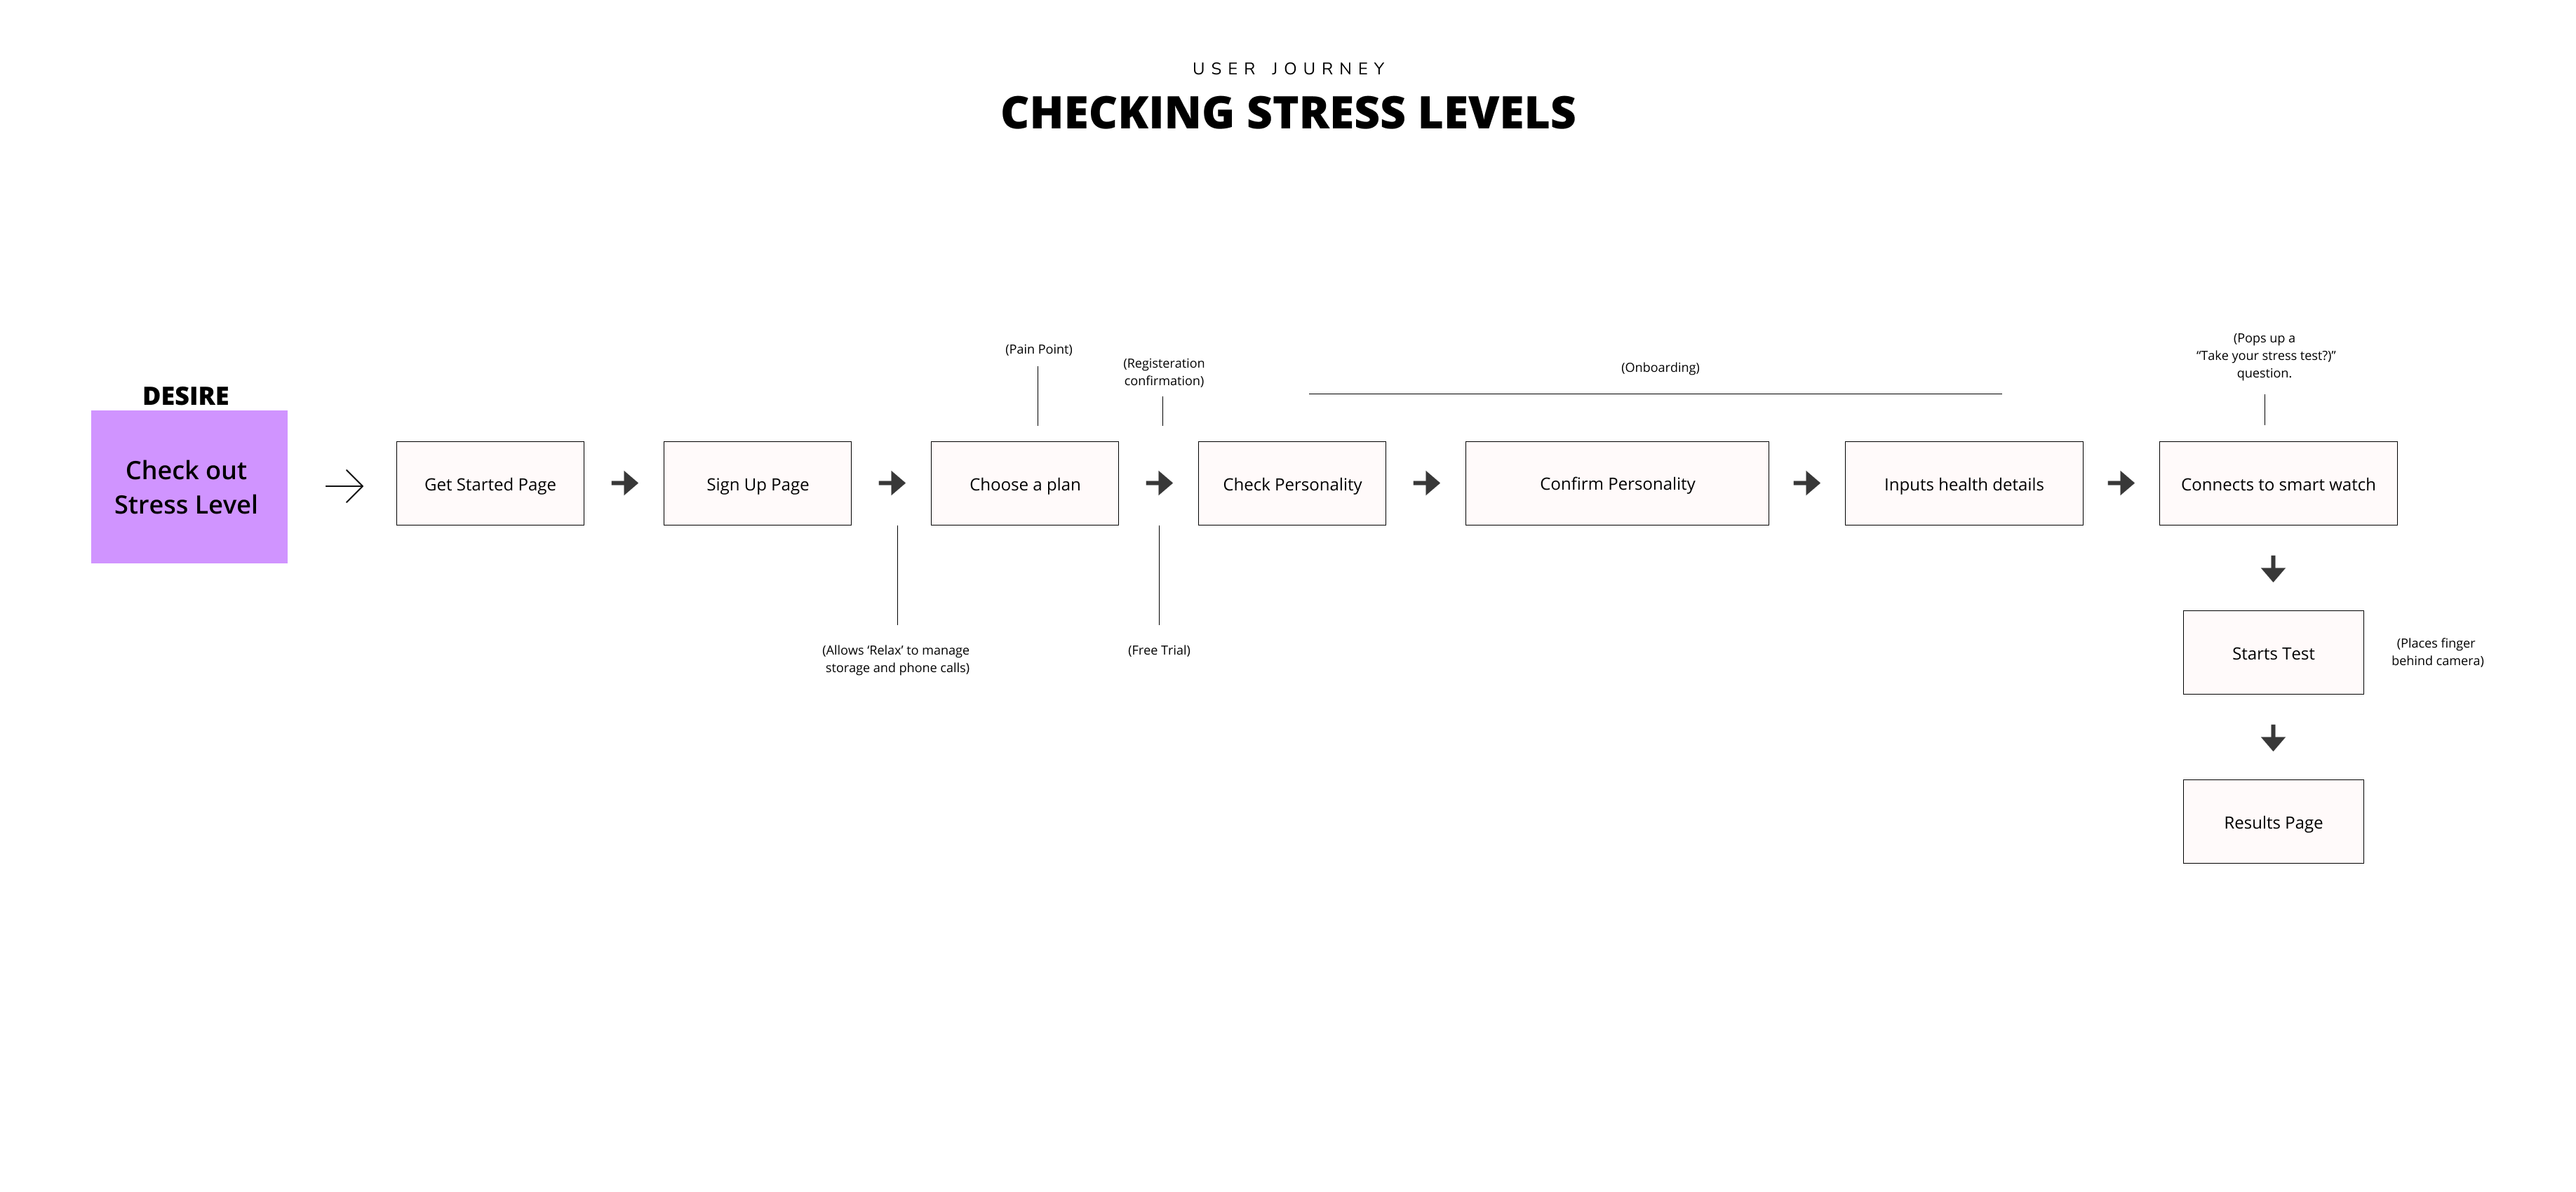 USER JOURNEY
CHECKING STRESS LEVELS
(Pain Point)
(Registeration
confirmation)
(Onboarding)
(Pops up a
“Take your stress test?)”
question.
DESIRE
Check out
Stress Level
Get Started Page
Sign Up Page
Choose a plan
Check Personality
Confirm Personality
Inputs health details
Connects to smart watch
(Allows ‘Relax’ to manage
storage and phone calls)
(Free Trial)
Starts Test
(Places finger
behind camera)
Results Page